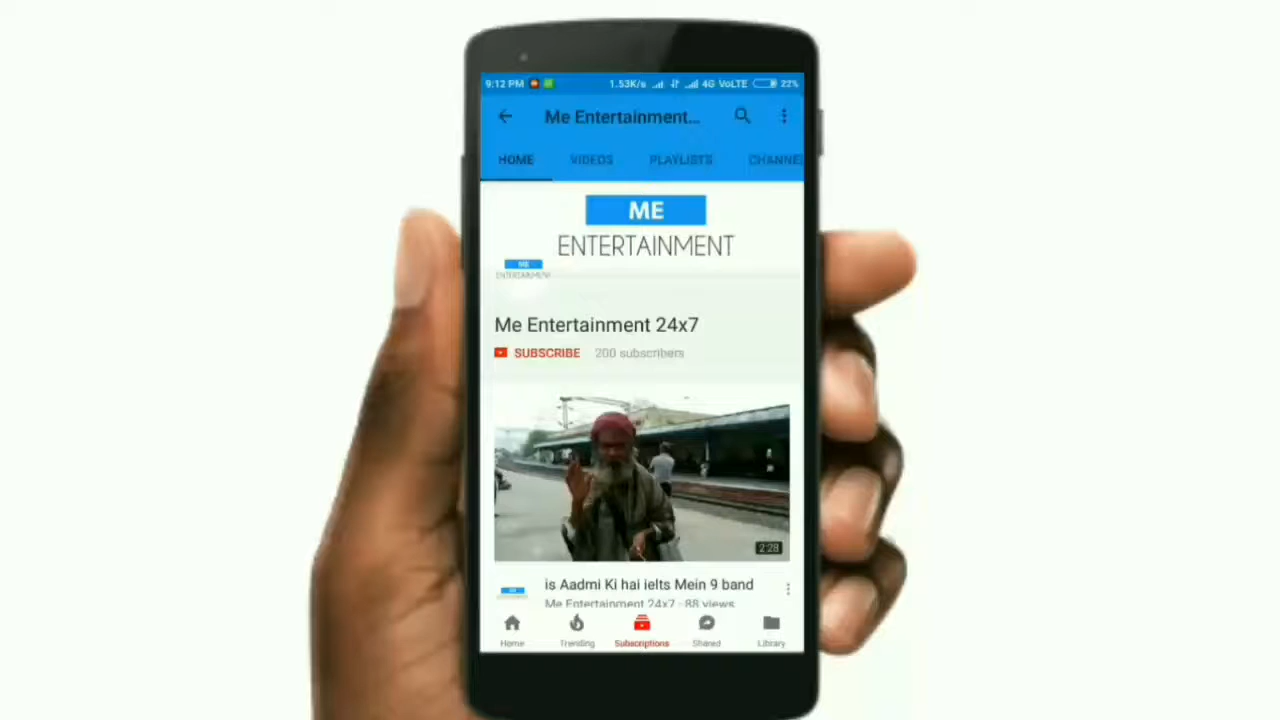 9:12 PM 1.53K/s 4G VoLTE 22%
Me Entertainment...
HOME VIDEOS PLAYLISTS CHANNE
ME
ENTERTAINMENT
ME
ENTERTAINMENT
Me Entertainment 24x7
SUBSCRIBE 200 subscribers
2:28
is Aadmi Ki hai ielts Mein 9 band
Me Entertainment 24x7 · 88 views
Home Trending Subscriptions Shared Library